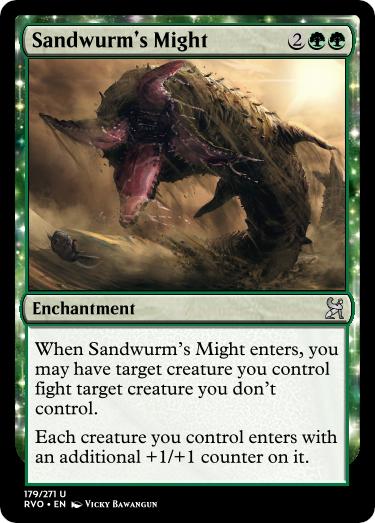 Sandwurm's Might 2
Enchantment
When Sandwurm's Might enters, you
may have target creature you control
fight target creature you don't
control.
Each creature you control enters with
an additional +1/+1 counter on it.
179/271 U
RVO • EN Vicky Bawangun